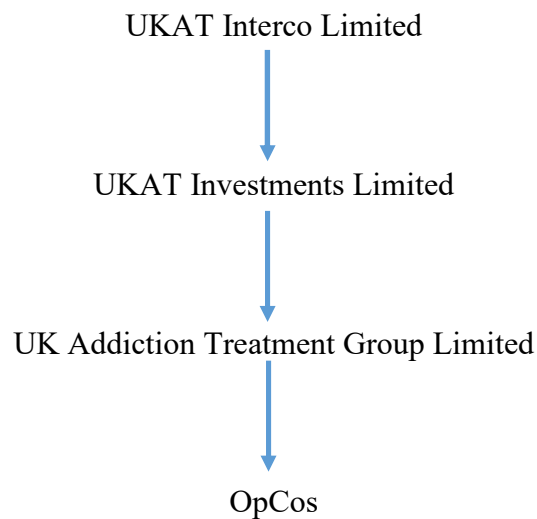 UKAT Interco Limited
UKAT Investments Limited
UK Addiction Treatment Group Limited
OpCos